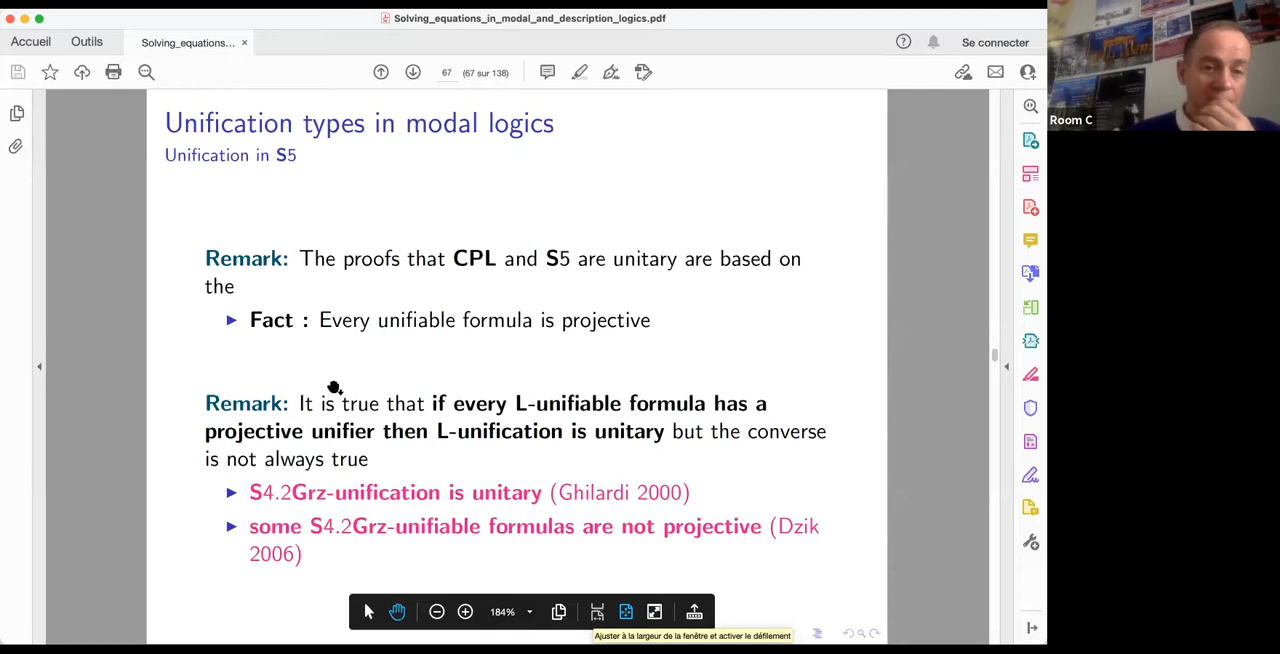 Solving_equations_in_modal_and_description_logics.pdf
Accueil Outils Solving_equations... × Se connecter
67 (67 sur 138)
Room C
Unification types in modal logics
Unification in S5
Remark: The proofs that CPL and S5 are unitary are based on
the
► Fact : Every unifiable formula is projective
Remark: It is true that if every L-unifiable formula has a
projective unifier then L-unification is unitary but the converse
is not always true
► S4.2Grz-unification is unitary (Ghilardi 2000)
► some S4.2Grz-unifiable formulas are not projective (Dzik
2006)
184%
Ajuster à la largeur de la fenêtre et activer le défilement